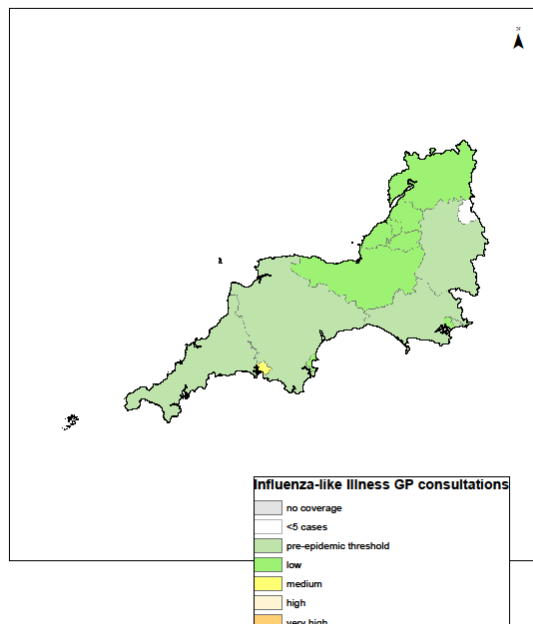 N
Influenza-like Illness GP consultations
no coverage
<5 cases
pre-epidemic threshold
low
medium
high
very high